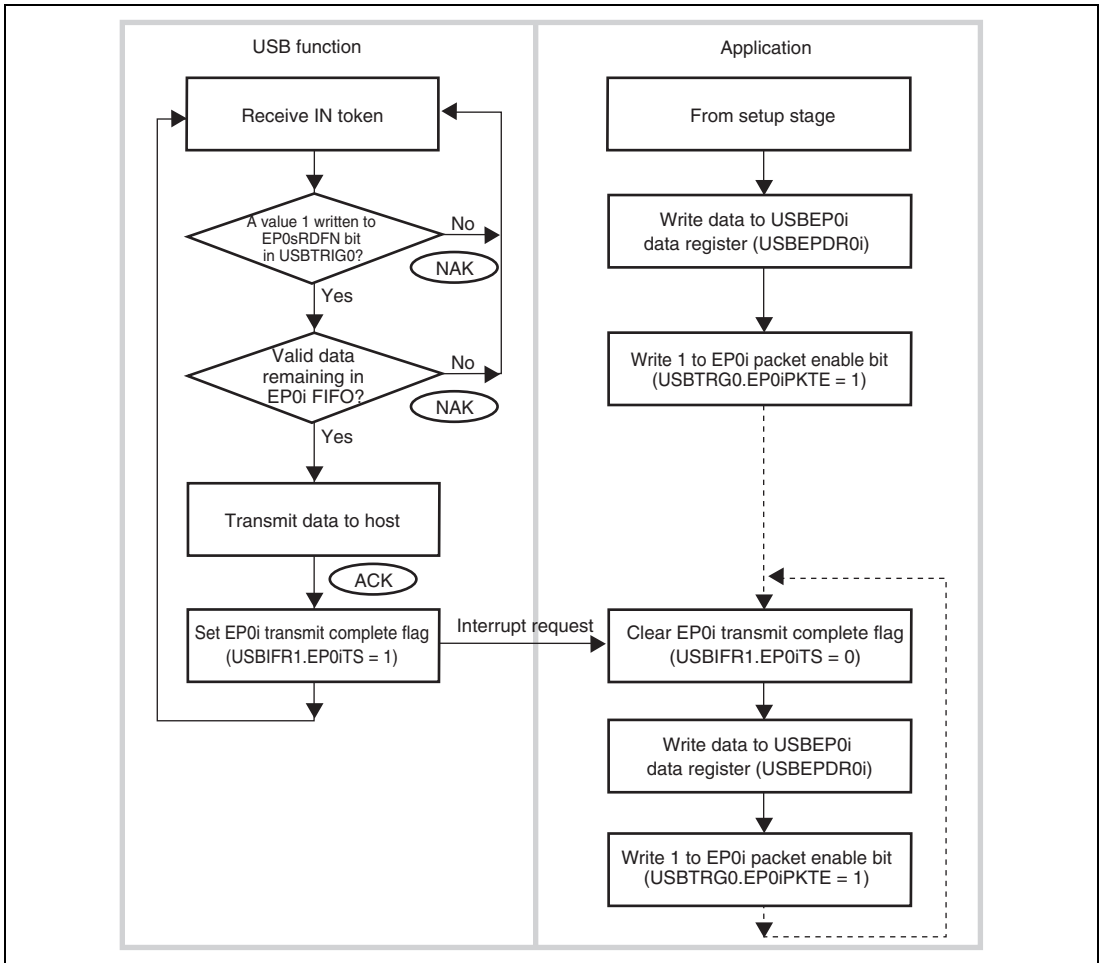 USB function
Receive IN token
A value 1 written to
EP0sRDFN bit
in USBTRIG0?
No
NAK
Yes
Valid data
remaining in
EP0i FIFO?
No
NAK
Yes
Transmit data to host
ACK
Set EP0i transmit complete flag
(USBIFR1.EP0iTS = 1)
Interrupt request
Application
From setup stage
Write data to USBEP0i
data register (USBEPDR0i)
Write 1 to EP0i packet enable bit
(USBTRG0.EP0iPKTE = 1)
Clear EP0i transmit complete flag
(USBIFR1.EP0iTS = 0)
Write data to USBEP0i
data register (USBEPDR0i)
Write 1 to EP0i packet enable bit
(USBTRG0.EP0iPKTE = 1)